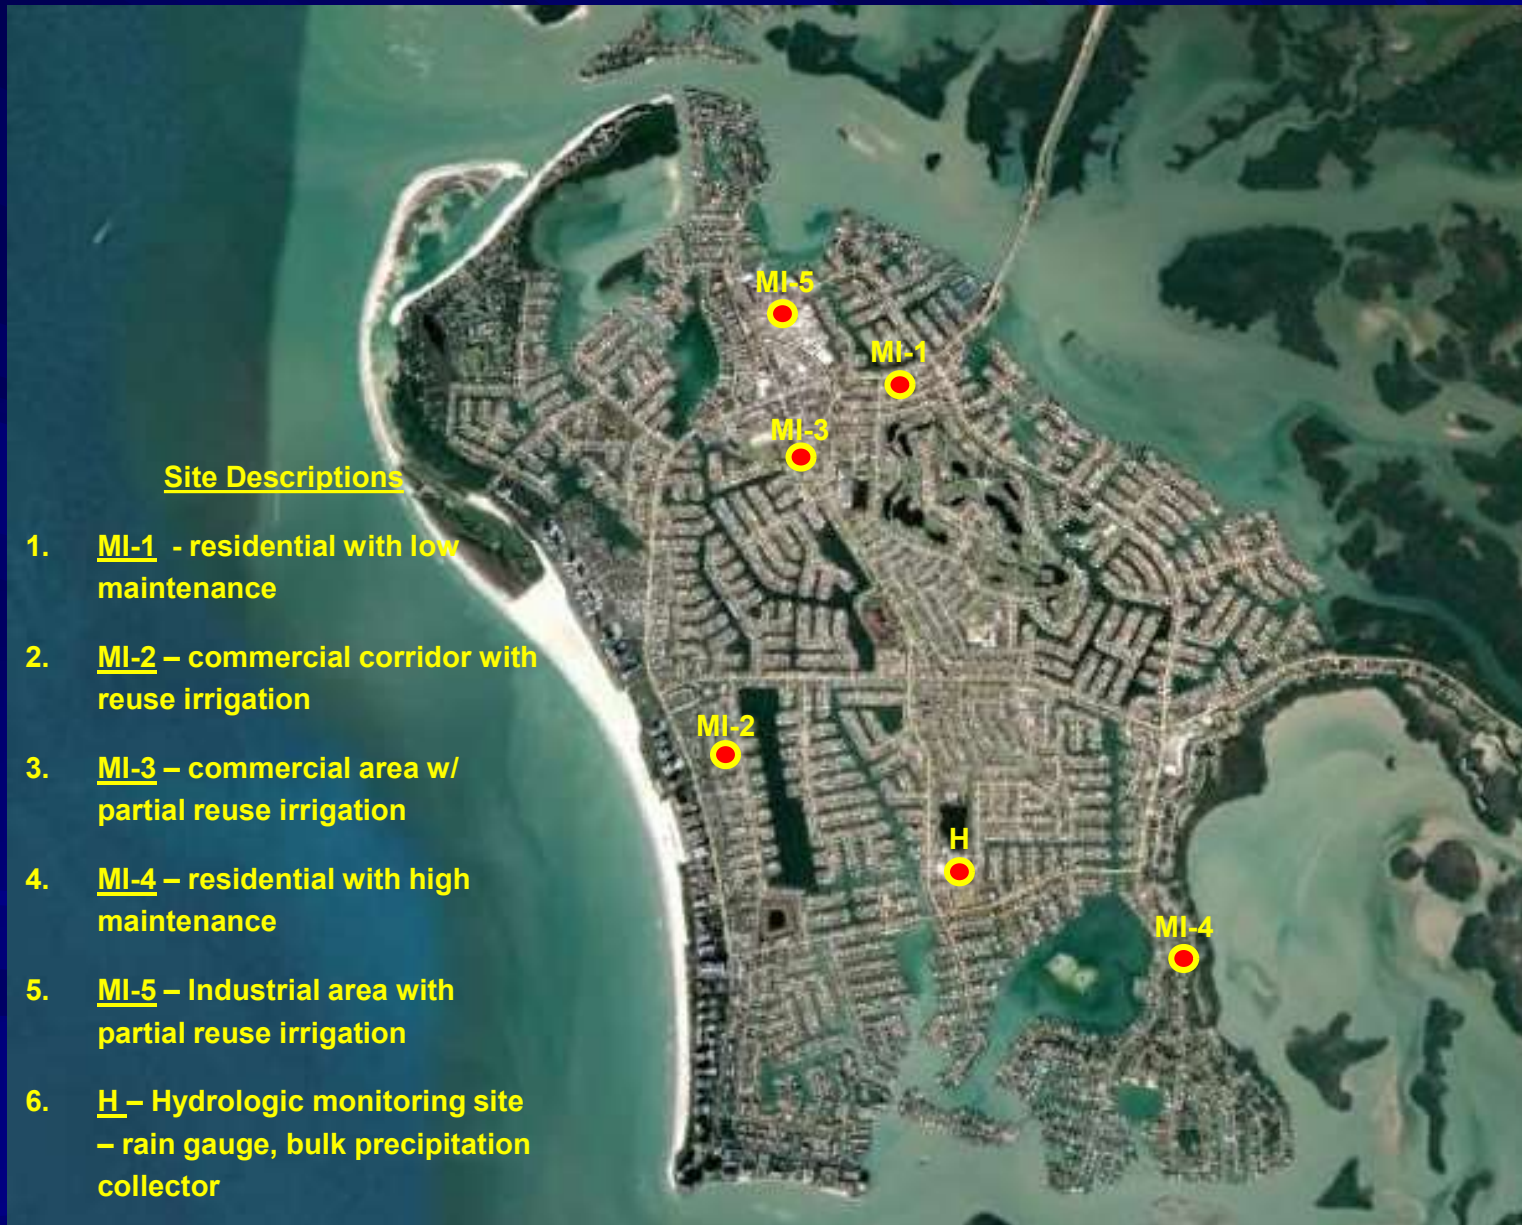 MI-5
MI-1
MI-3
Site Descriptions
1. MI-1 - residential with low
maintenance
2. MI-2 – commercial corridor with
reuse irrigation
MI-2
3. MI-3 – commercial area w/
partial reuse irrigation
H
4. MI-4 – residential with high
maintenance
MI-4
5. MI-5 – Industrial area with
partial reuse irrigation
6. H – Hydrologic monitoring site
– rain gauge, bulk precipitation
collector